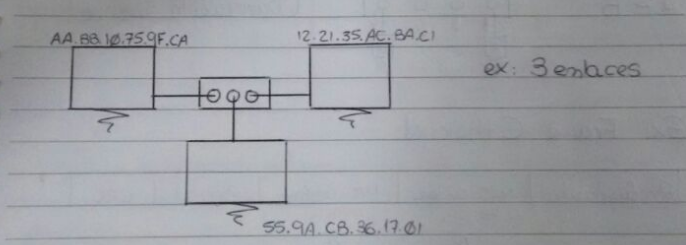 AA.BB.10.75.9F.CA
12.21.35.AC.BA.C1
ex: 3 enlaces
55.9A.CB.36.17.01